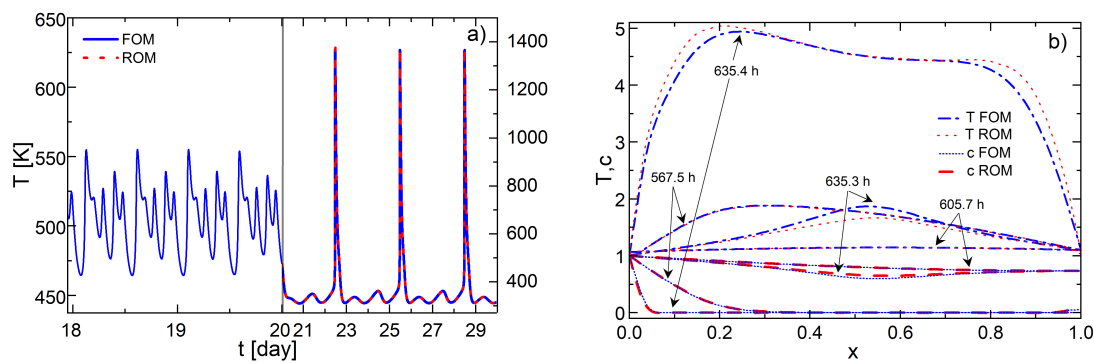 650
600
550
500
450
T [K]
FOM
ROM
a)
1400
1200
1000
800
600
400
300
18
19
20
21
23
25
27
29
t [day]
5
4
3
2
1
0
T,c
b)
635.4 h
T FOM
T ROM
c FOM
c ROM
567.5 h
635.3 h
605.7 h
0.0
0.2
0.4
0.6
0.8
1.0
x